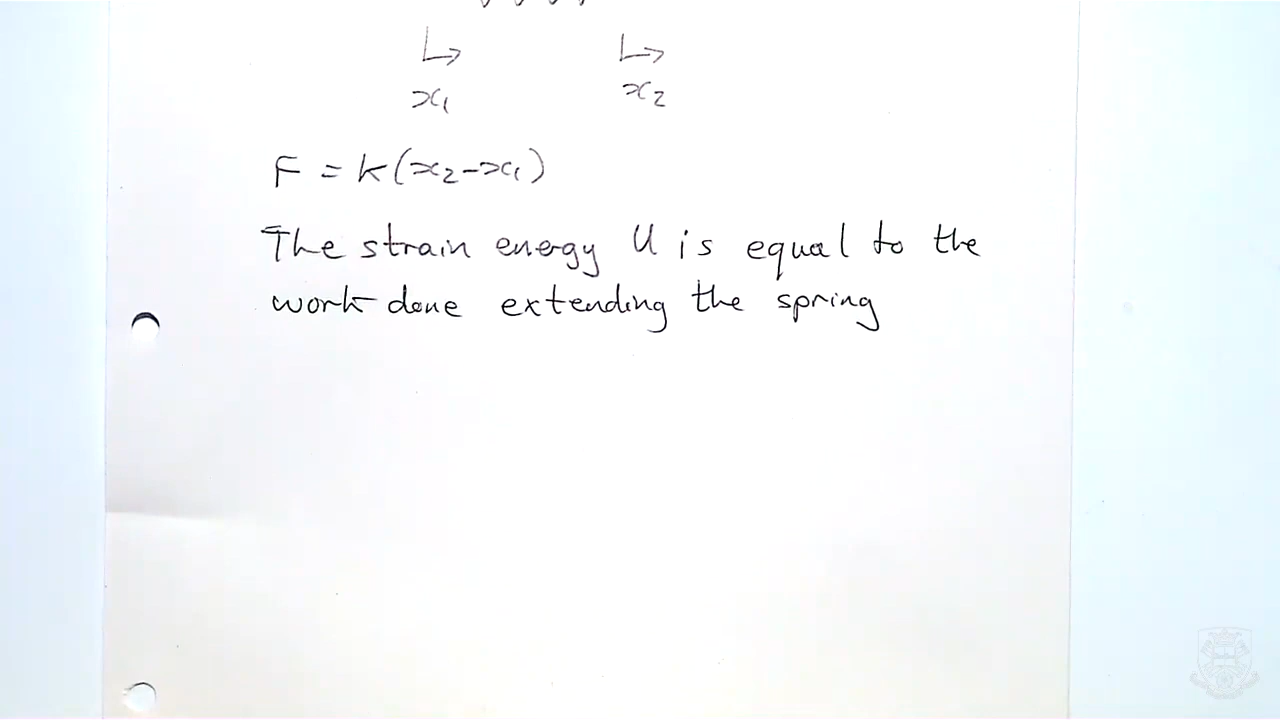 x₁ x₂
F = k(x₂-x₁)
The strain energy U is equal to the
work done extending the spring